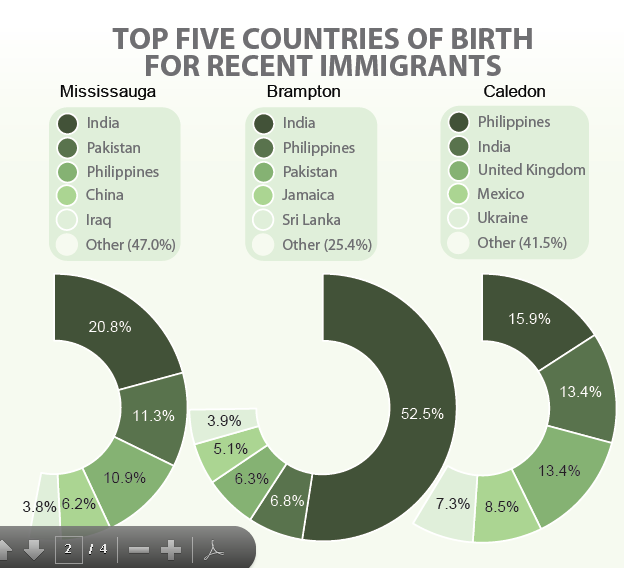 TOP FIVE COUNTRIES OF BIRTH
FOR RECENT IMMIGRANTS
Mississauga
India
Pakistan
Philippines
China
Iraq
Other (47.0%)
20.8%
11.3%
10.9%
6.2%
3.8%
Brampton
India
Philippines
Pakistan
Jamaica
Sri Lanka
Other (25.4%)
52.5%
6.8%
6.3%
5.1%
3.9%
Caledon
Philippines
India
United Kingdom
Mexico
Ukraine
Other (41.5%)
15.9%
13.4%
13.4%
8.5%
7.3%
2 / 4